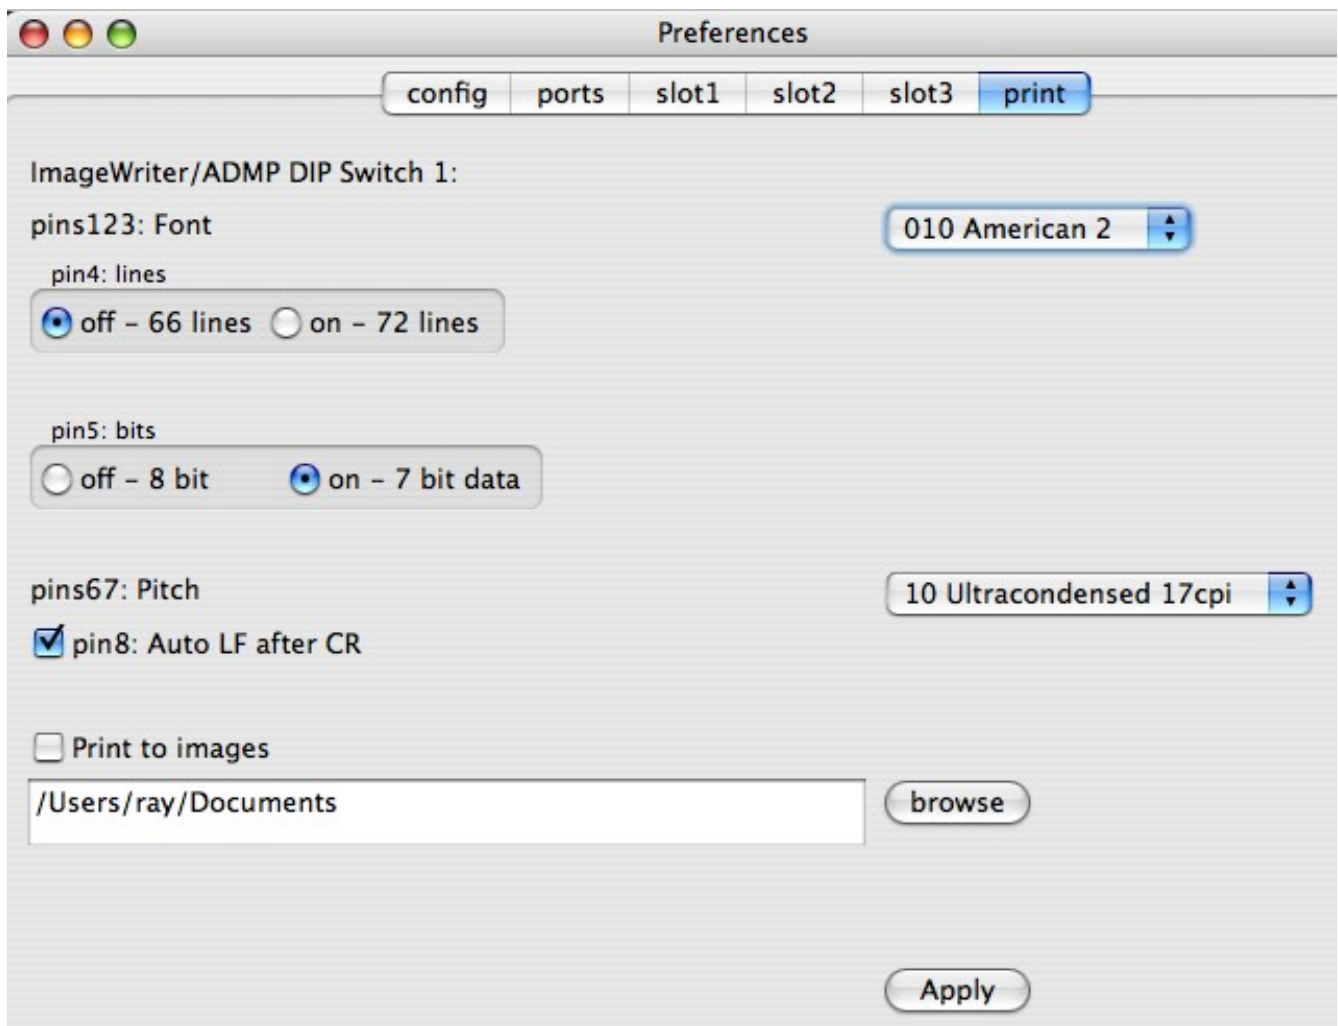 Preferences
config ports slot1 slot2 slot3 print
ImageWriter/ADMP DIP Switch 1:
pins123: Font 010 American 2
pin4: lines
off – 66 lines on – 72 lines
pin5: bits
off – 8 bit on – 7 bit data
pins67: Pitch 10 Ultracondensed 17cpi
pin8: Auto LF after CR
Print to images
/Users/ray/Documents browse
Apply